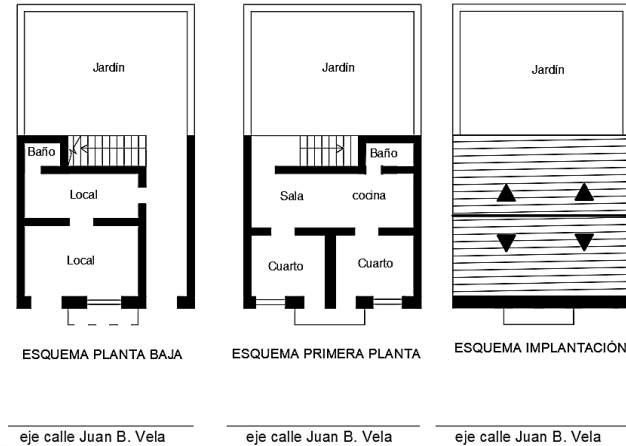 Jardín
Baño
Local
Local
ESQUEMA PLANTA BAJA
eje calle Juan B. Vela
Jardín
Baño
Sala
cocina
Cuarto
Cuarto
ESQUEMA PRIMERA PLANTA
eje calle Juan B. Vela
Jardín
ESQUEMA IMPLANTACIÓN
eje calle Juan B. Vela